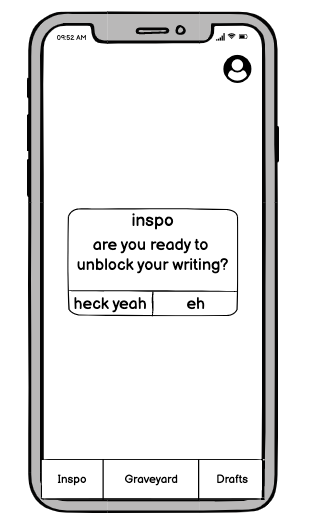 09:52 AM
inspo
are you ready to
unblock your writing?
heck yeah
eh
Inspo
Graveyard
Drafts